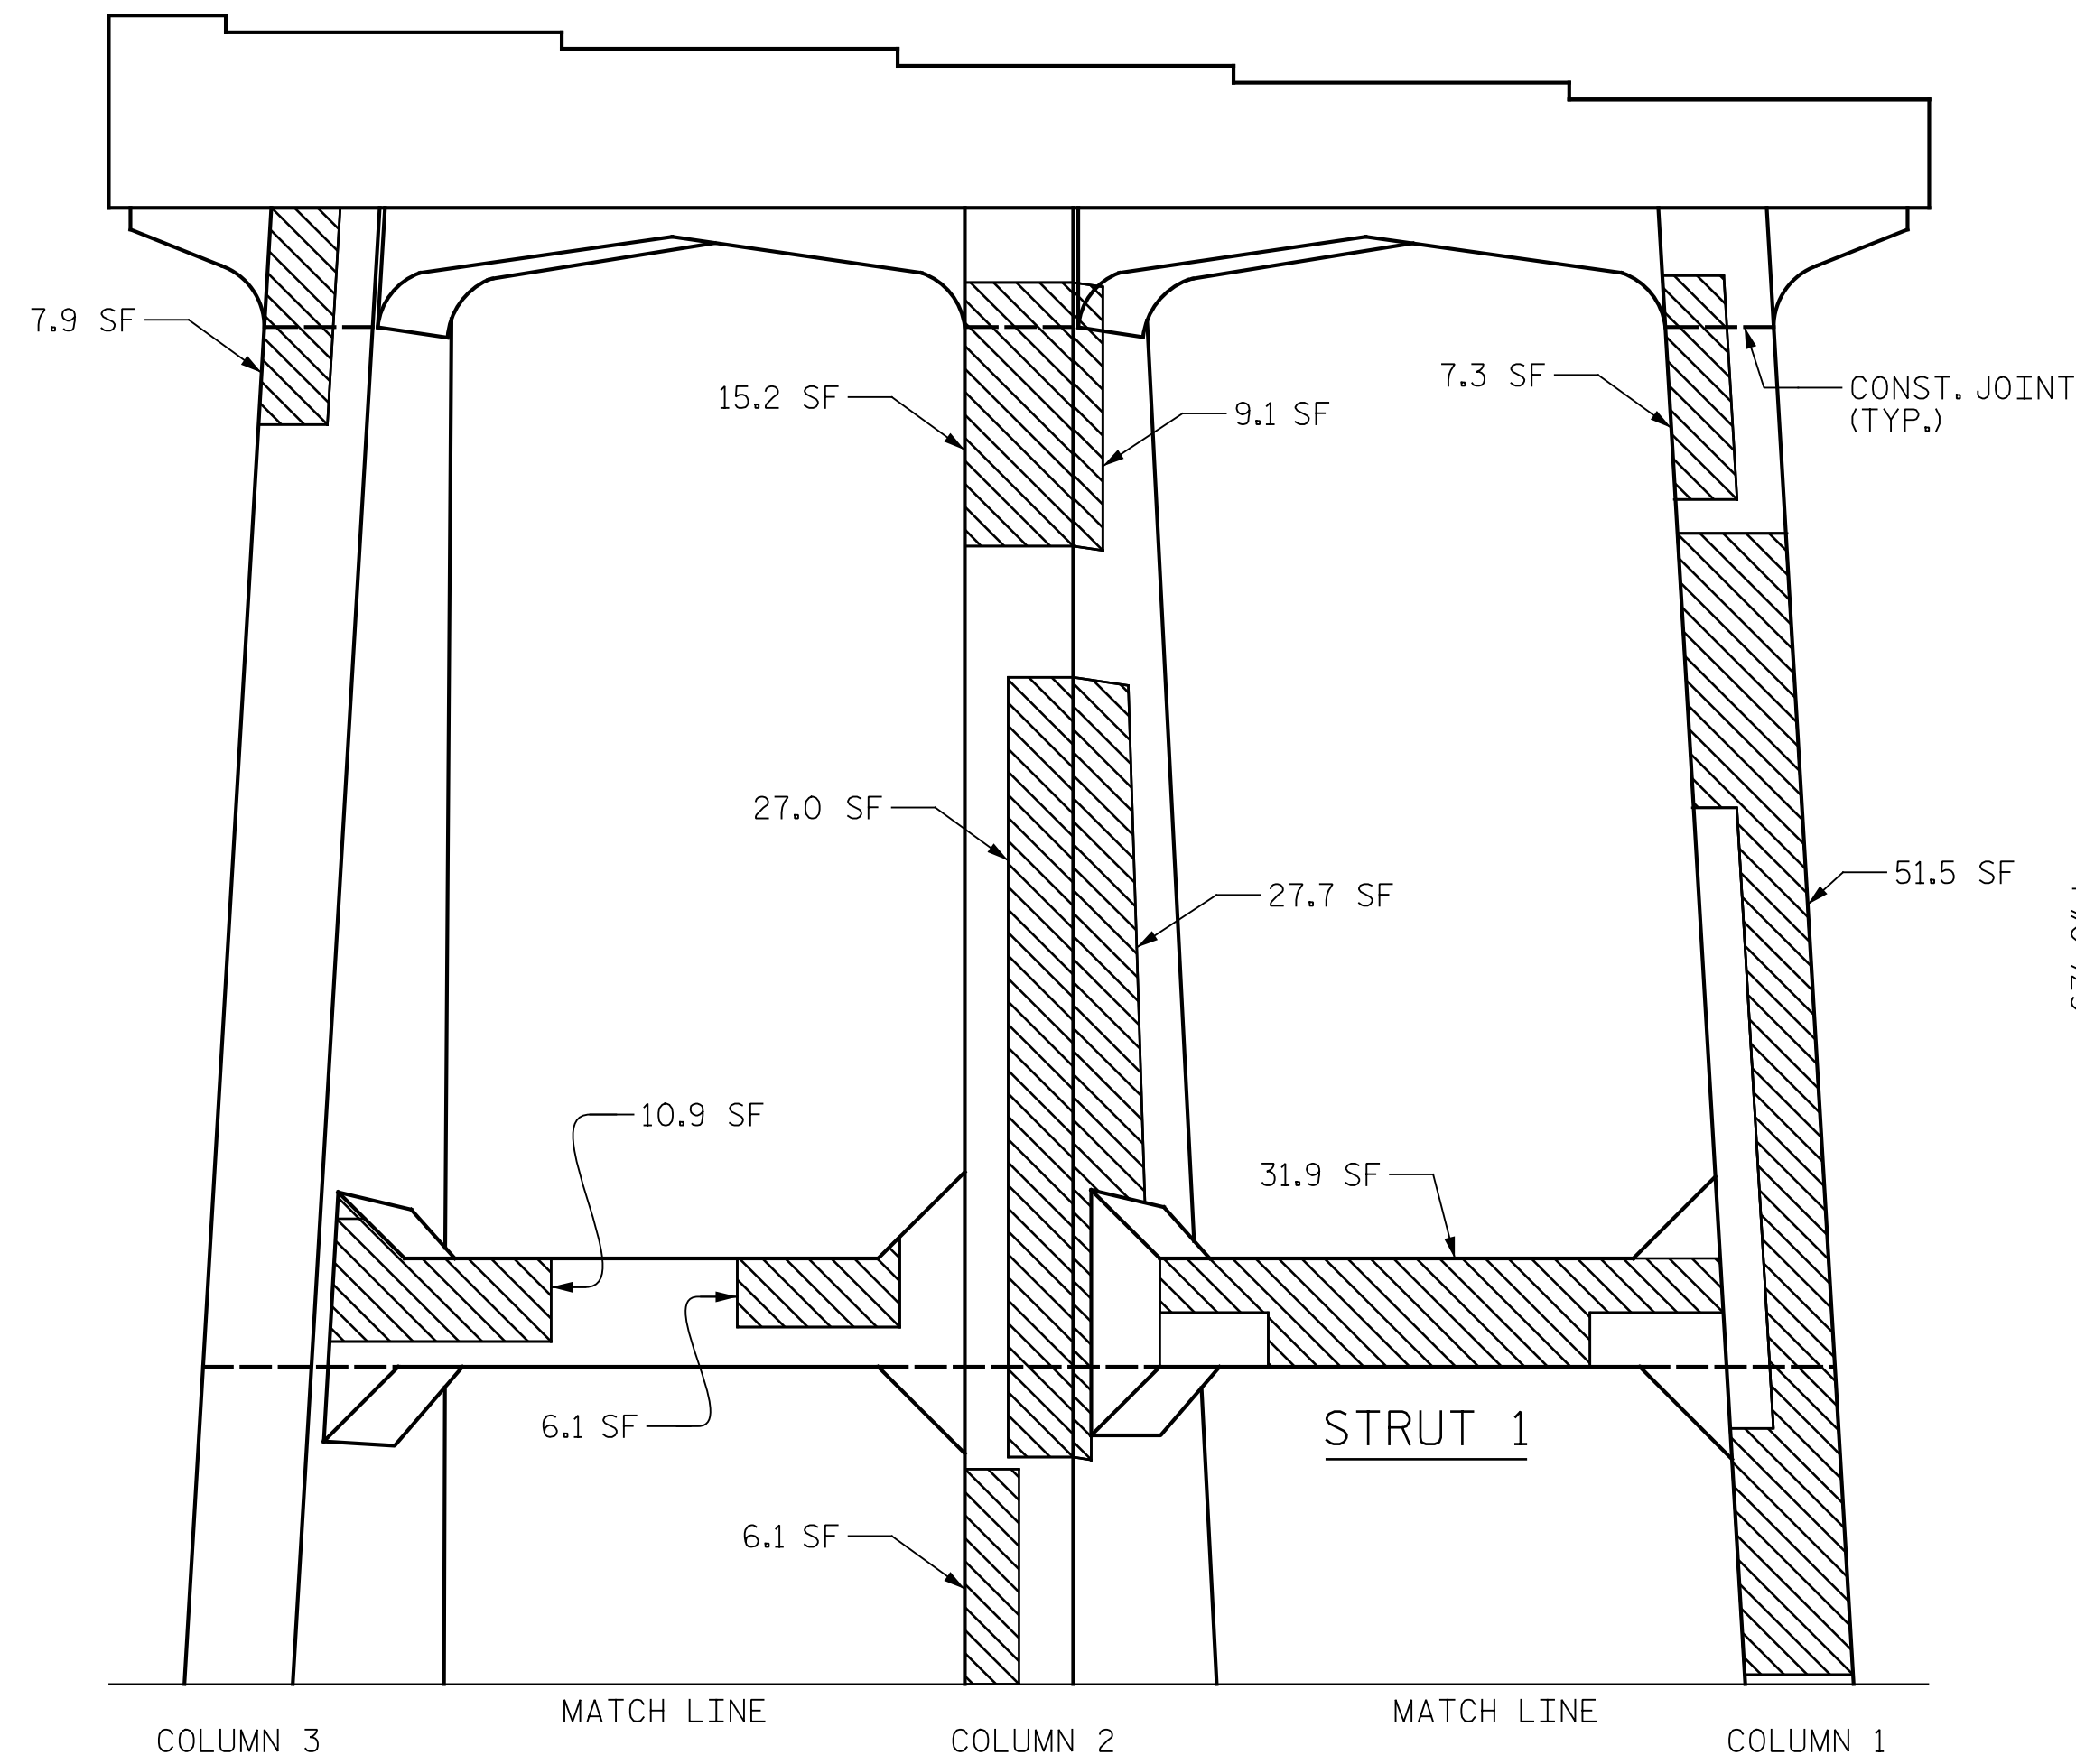 7.9 SF
15.2 SF
9.1 SF
7.3 SF
CONST. JOINT
(TYP.)
27.0 SF
27.7 SF
51.5 SF
10.9 SF
31.9 SF
6.1 SF
STRUT 1
6.1 SF
MATCH LINE
MATCH LINE
COLUMN 3
COLUMN 2
COLUMN 1